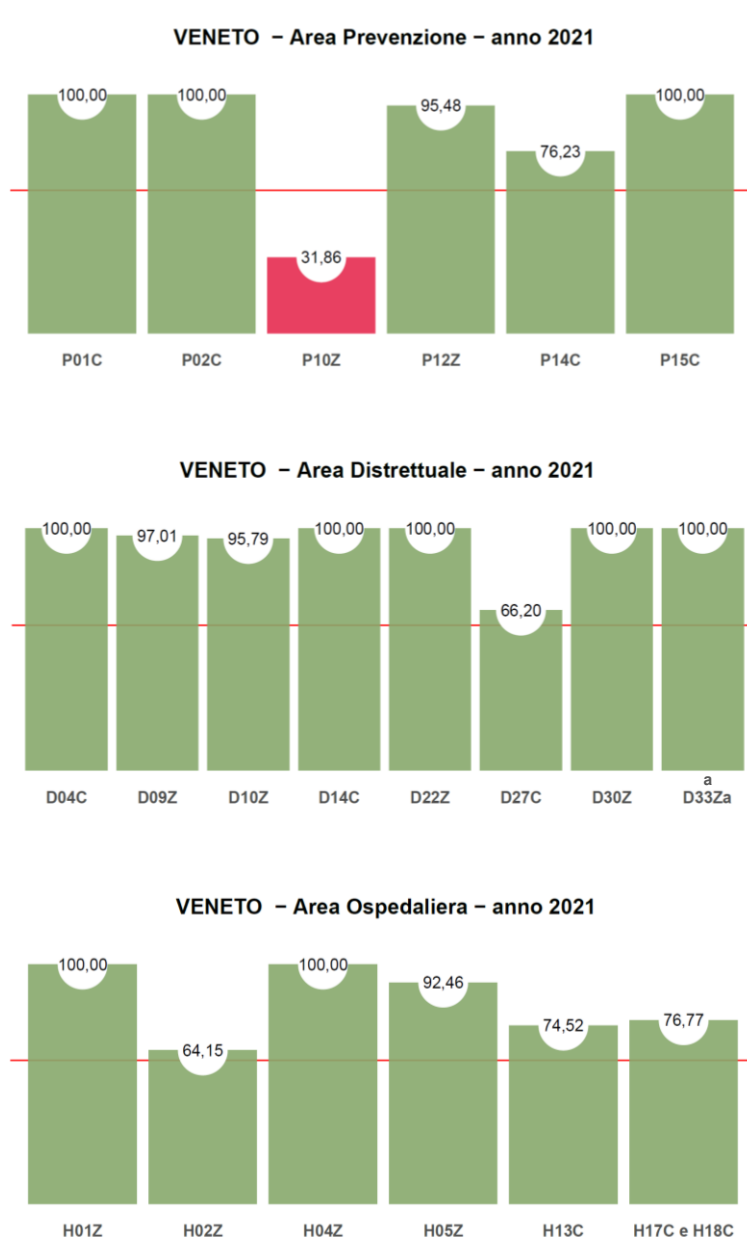 VENETO – Area Prevenzione – anno 2021
100,00 100,00 31,86 95,48 76,23 100,00
P01C P02C P10Z P12Z P14C P15C
VENETO – Area Distrettuale – anno 2021
100,00 97,01 95,79 100,00 100,00 66,20 100,00 100,00
a
D04C D09Z D10Z D14C D22Z D27C D30Z D33Za
VENETO – Area Ospedaliera – anno 2021
100,00 64,15 100,00 92,46 74,52 76,77
H01Z H02Z H04Z H05Z H13C H17C e H18C